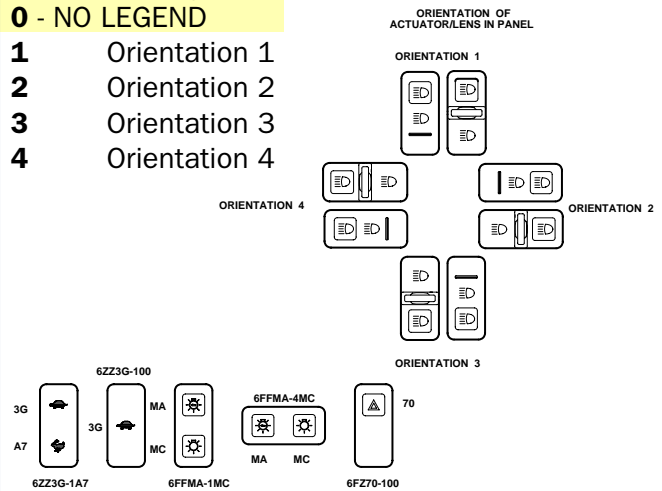 0 - NO LEGEND
1 Orientation 1
2 Orientation 2
3 Orientation 3
4 Orientation 4
ORIENTATION OF
ACTUATOR/LENS IN PANEL
ORIENTATION 1
ORIENTATION 4
ORIENTATION 2
ORIENTATION 3
6ZZ3G-100
3G
A7
3G
MA
MC
6FFMA-4MC
MA MC
70
6ZZ3G-1A7
6FFMA-1MC
6FZ70-100